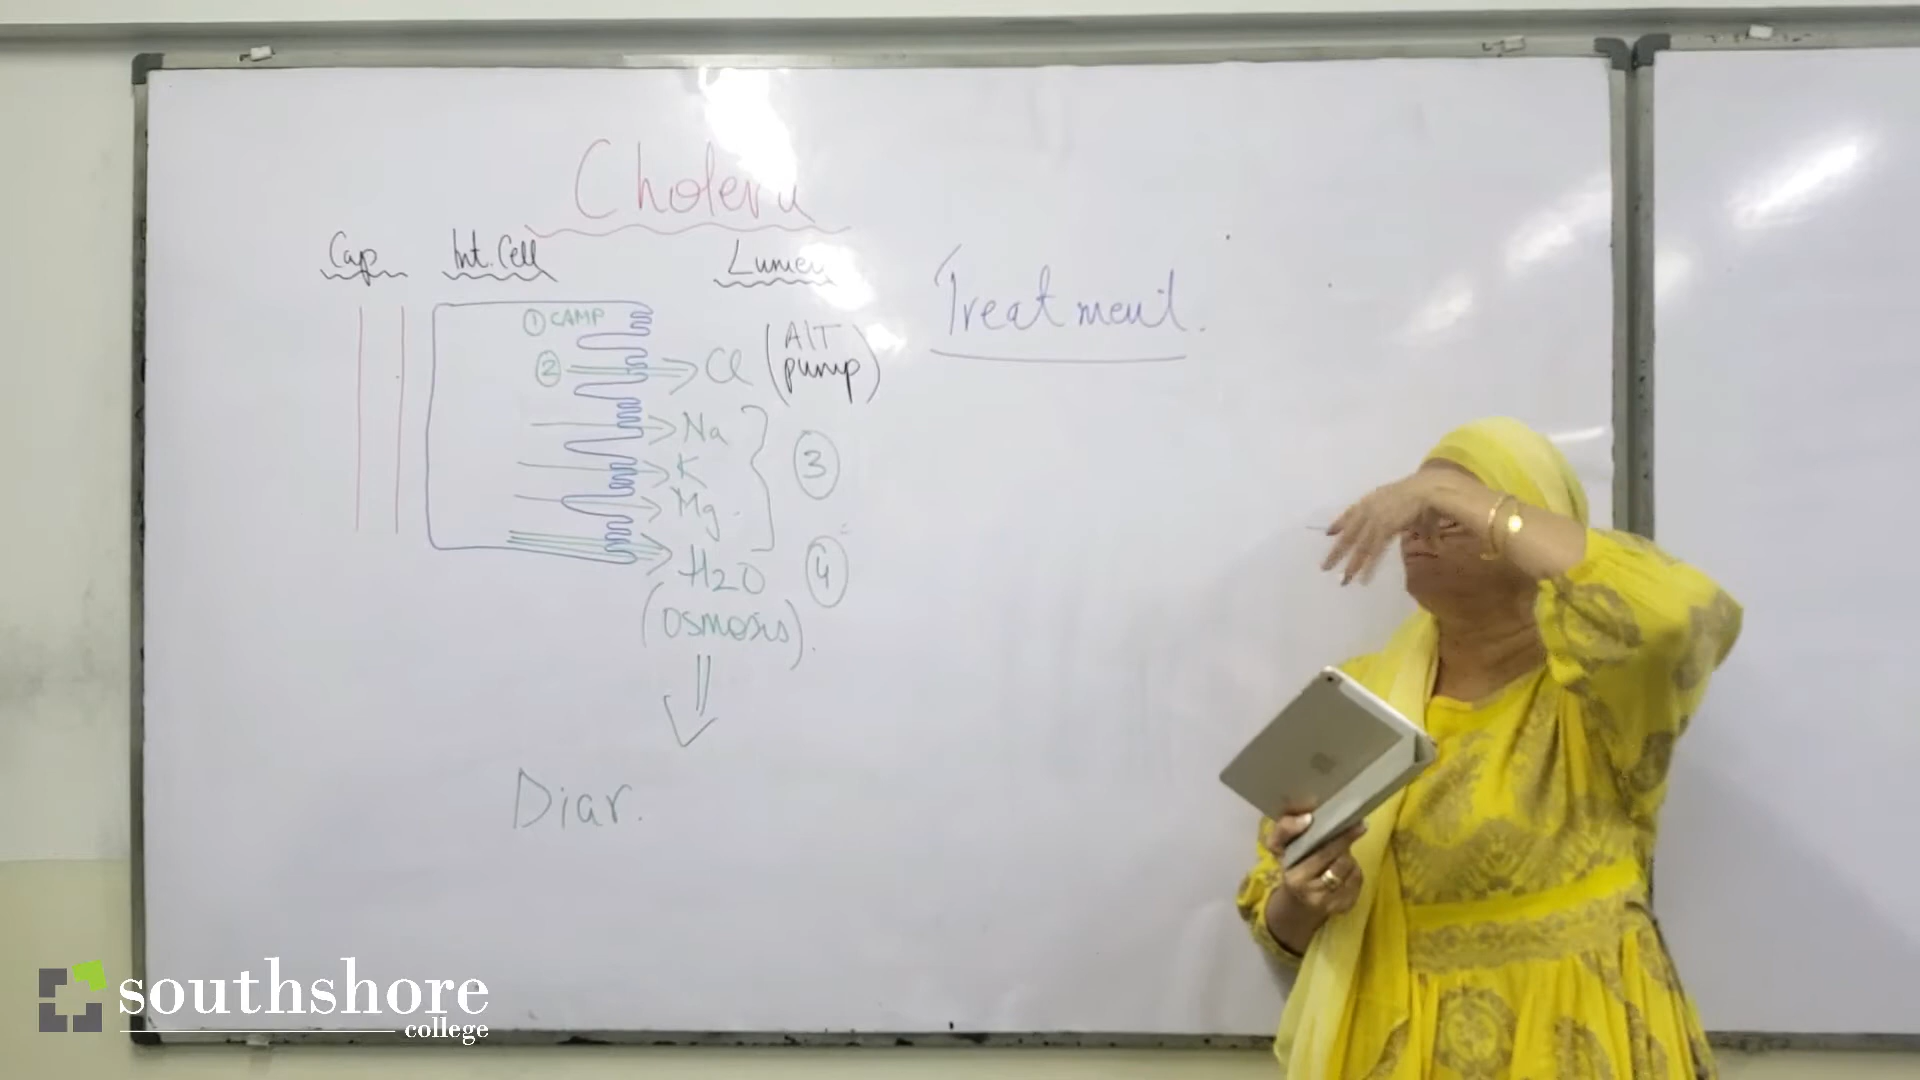 Cholera
Cap
Int. Cell
Lumen
① CAMP
② Cl (A/T pump)
Na
K
Mg.
③
H2O ④
(Osmosis).
Diar.
Treatment.
southshore
college